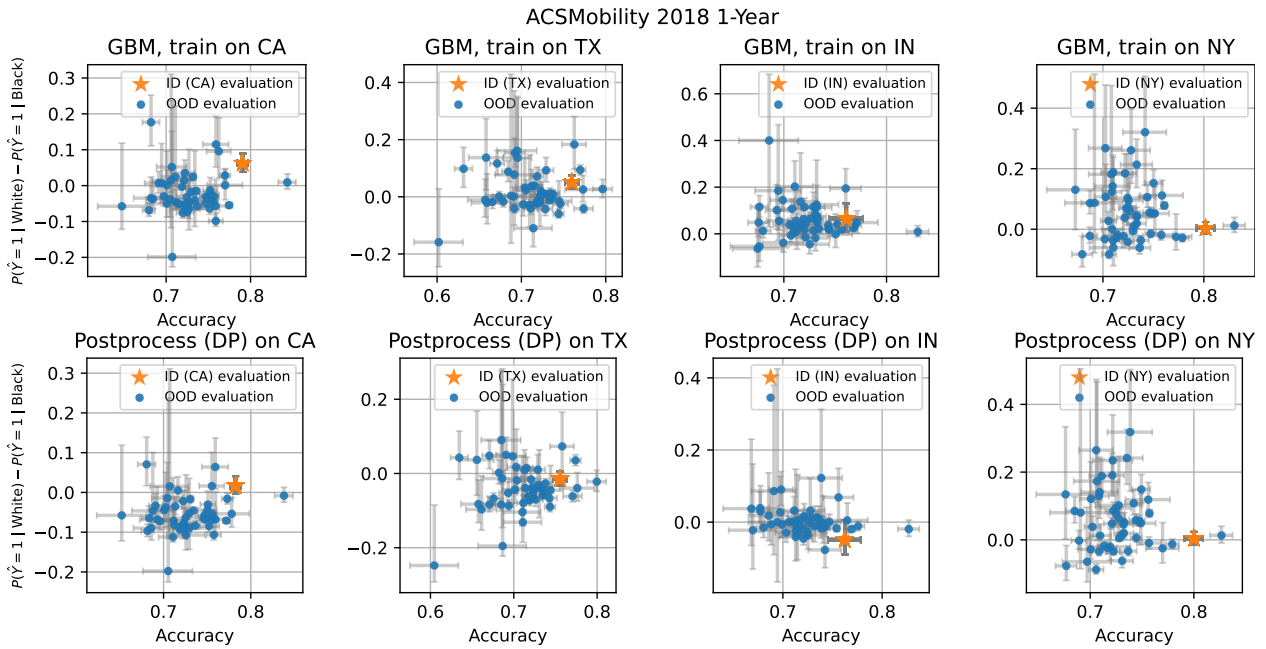 ACSMobility 2018 1-Year
GBM, train on CA
GBM, train on TX
GBM, train on IN
GBM, train on NY
P(Ŷ = 1 | White) − P(Ŷ = 1 | Black)
0.3
0.2
0.1
0.0
−0.1
−0.2
ID (CA) evaluation
OOD evaluation
0.7
0.8
Accuracy
0.4
0.2
0.0
−0.2
ID (TX) evaluation
OOD evaluation
0.6
0.7
0.8
Accuracy
0.6
0.4
0.2
0.0
ID (IN) evaluation
OOD evaluation
0.7
0.8
Accuracy
0.4
0.2
0.0
ID (NY) evaluation
OOD evaluation
0.7
0.8
Accuracy
Postprocess (DP) on CA
Postprocess (DP) on TX
Postprocess (DP) on IN
Postprocess (DP) on NY
P(Ŷ = 1 | White) − P(Ŷ = 1 | Black)
0.3
0.2
0.1
0.0
−0.1
−0.2
ID (CA) evaluation
OOD evaluation
0.7
0.8
Accuracy
0.2
0.0
−0.2
ID (TX) evaluation
OOD evaluation
0.6
0.7
0.8
Accuracy
0.4
0.2
0.0
ID (IN) evaluation
OOD evaluation
0.7
0.8
Accuracy
0.4
0.2
0.0
ID (NY) evaluation
OOD evaluation
0.7
0.8
Accuracy